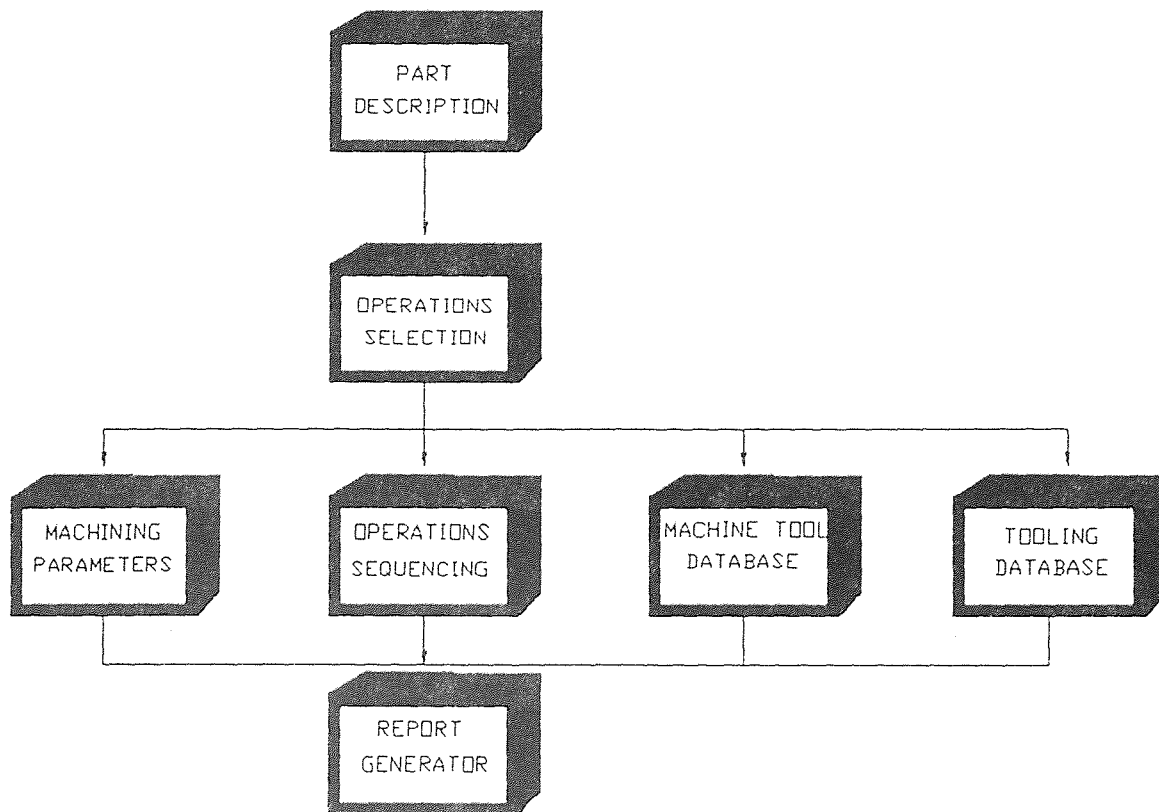 PART
DESCRIPTION
OPERATIONS
SELECTION
MACHINING
PARAMETERS
OPERATIONS
SEQUENCING
MACHINE TOOL
DATABASE
TOOLING
DATABASE
REPORT
GENERATOR